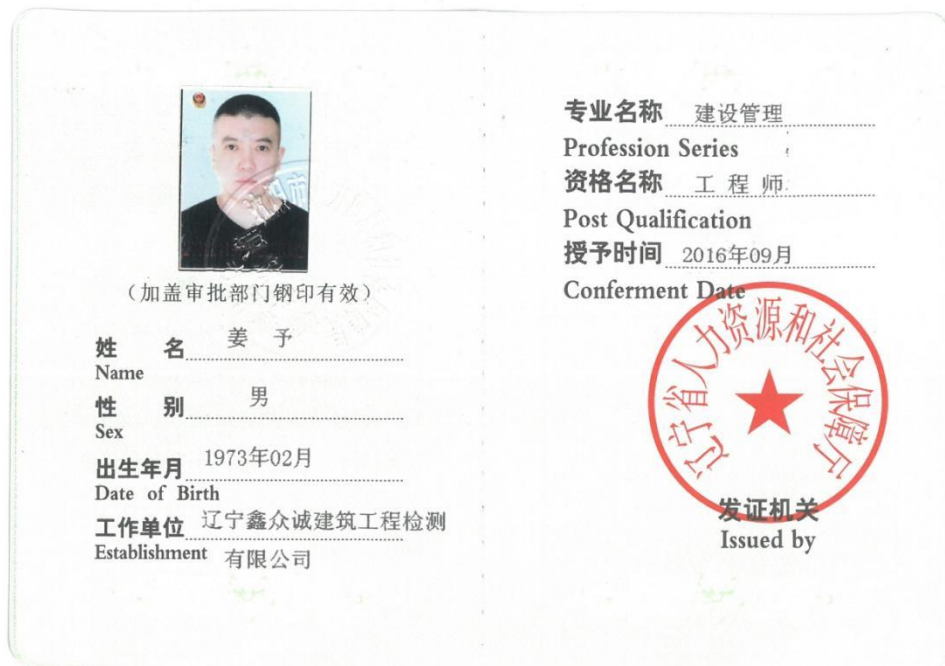 （加盖审批部门钢印有效）
姓 名 姜 予
Name
性 别 男
Sex
出生年月 1973年02月
Date of Birth
工作单位 辽宁鑫众诚建筑工程检测
Establishment 有限公司
专业名称 建设管理
Profession Series
资格名称 工 程 师
Post Qualification
授予时间 2016年09月
Conferment Date
辽宁省人力资源和社会保障厅
发证机关
Issued by